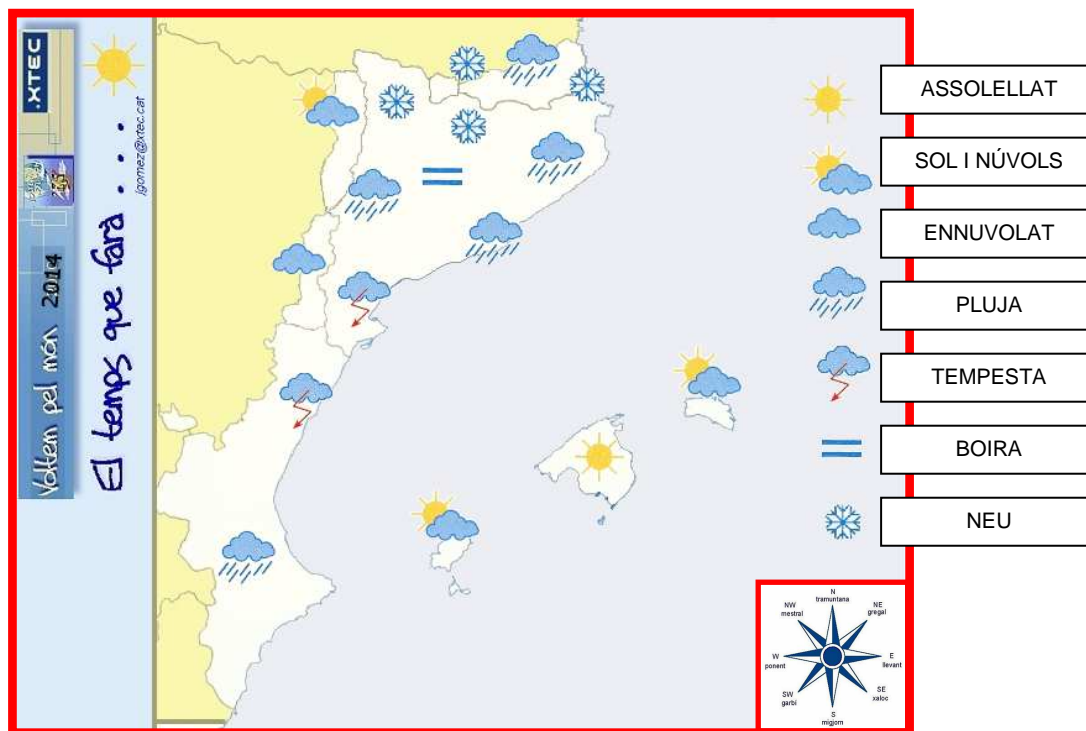 .XTEC
Voltem pel món 2014
El temps que farà ....
jgomez@xtec.cat
ASSOLELLAT
SOL I NÚVOLS
ENNUVOLAT
PLUJA
TEMPESTA
BOIRA
NEU
N
tramuntana
NW
mestral
NE
gregal
W
ponent
E
llevant
SW
garbí
SE
xaloc
S
migjorn